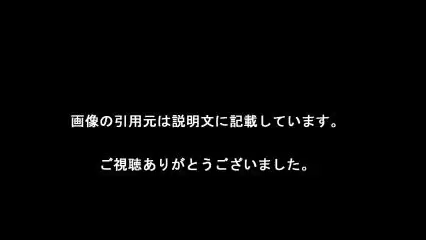 画像の引用元は説明文に記載しています。
ご視聴ありがとうございました。